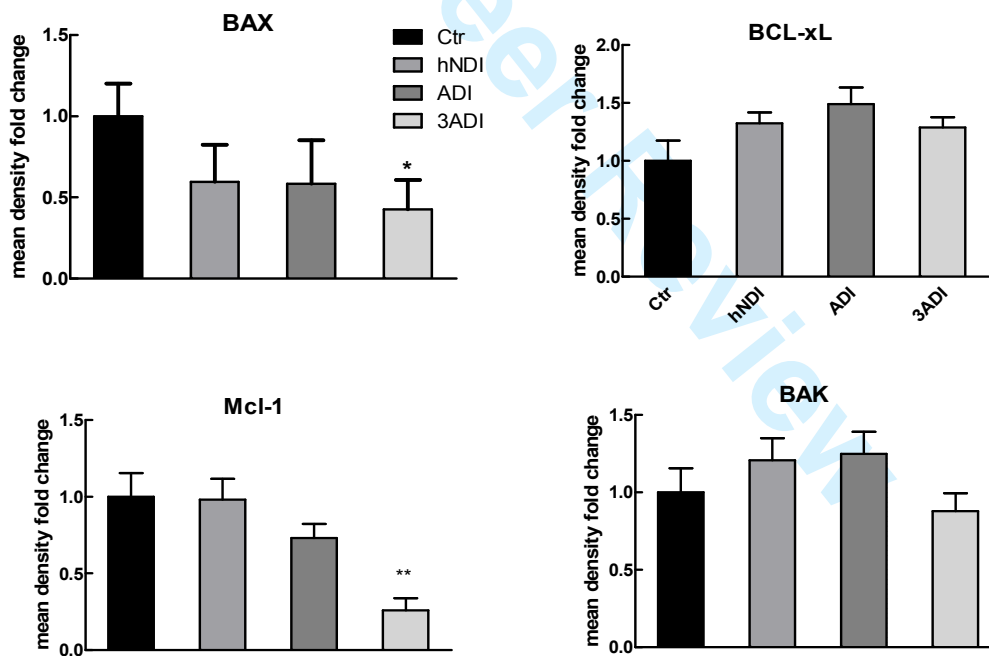 BAX
mean density fold change
1.5
1.0
0.5
0.0
Ctr
hNDI
ADI
3ADI
*
BCL-xL
mean density fold change
2.0
1.5
1.0
0.5
0.0
Ctr
hNDI
ADI
3ADI
Mcl-1
mean density fold change
1.5
1.0
0.5
0.0
**
BAK
mean density fold change
1.5
1.0
0.5
0.0
eer Review